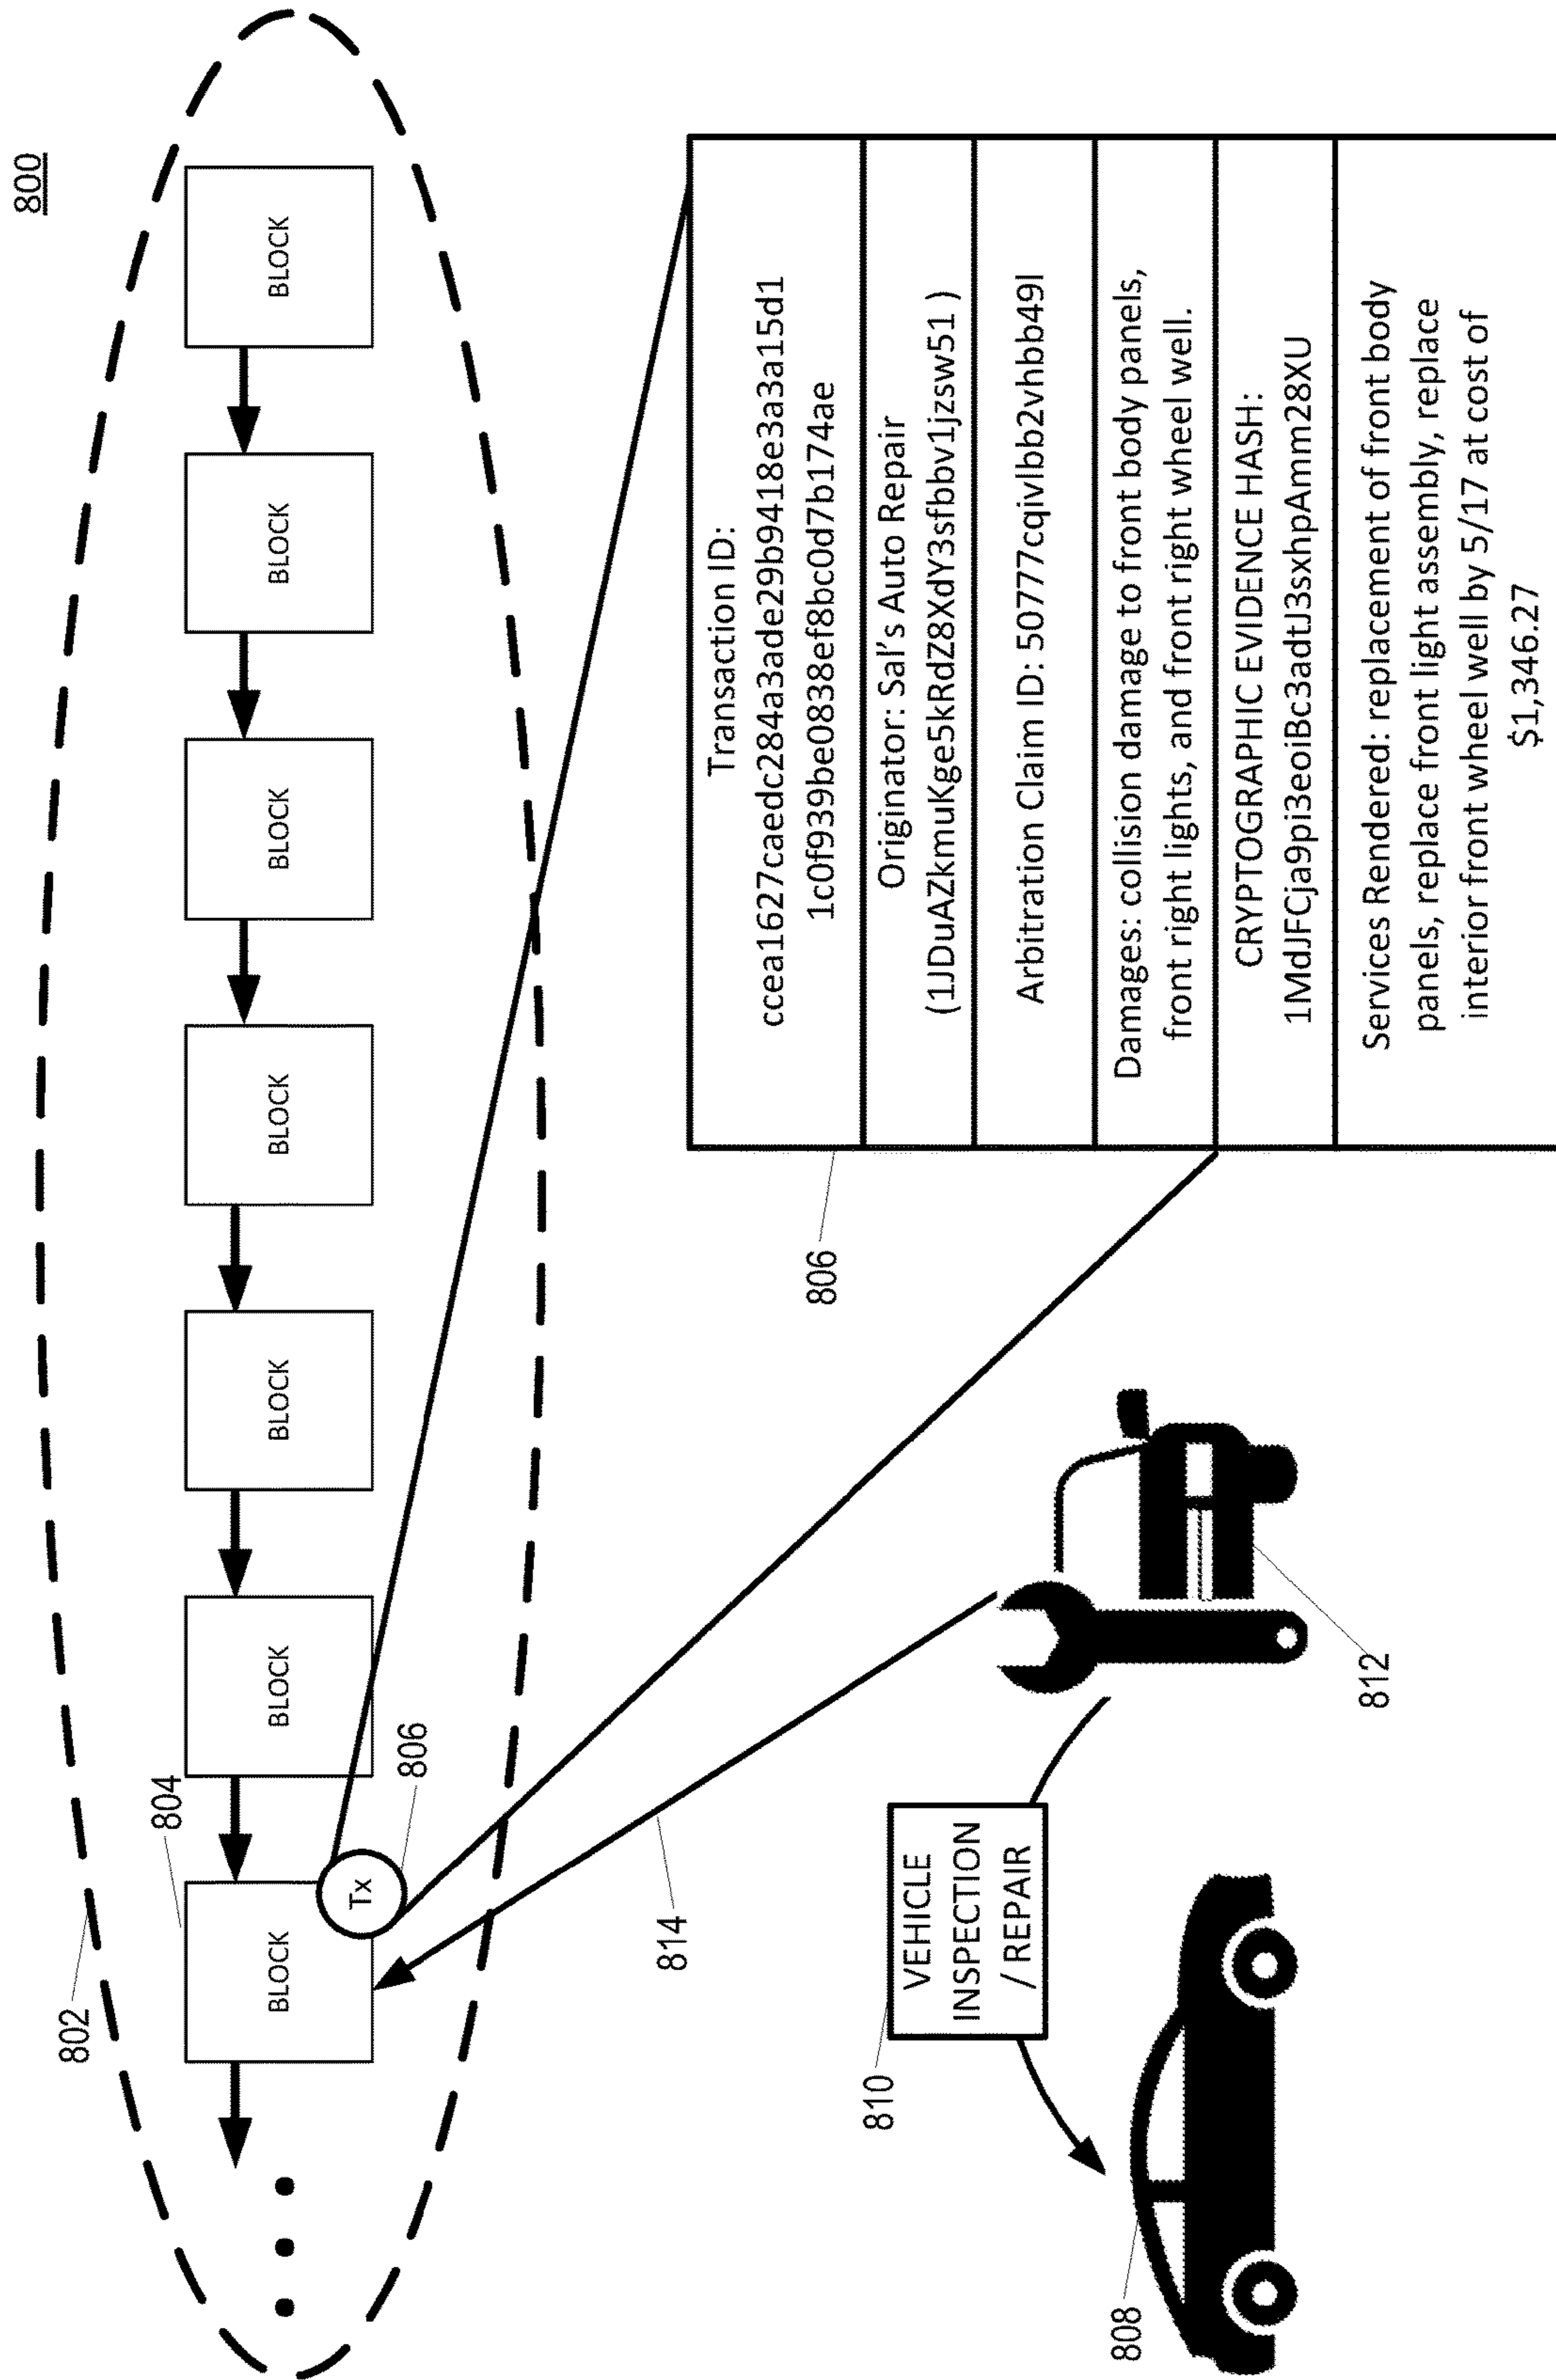 800
802
804
BLOCK
BLOCK
BLOCK
BLOCK
BLOCK
BLOCK
BLOCK
Tx
806
814
806
Transaction ID:
ccea1627caedc284a3ade29b9418e3a3a15d1
1c0f939be0838ef8bc0d7b174ae
Originator: Sal's Auto Repair
(1JDuAZkmuKge5kRdZ8XdY3sfbbv1jzsw51 )
Arbitration Claim ID: 50777cqivlbb2vhbb49l
Damages: collision damage to front body panels,
front right lights, and front right wheel well.
CRYPTOGRAPHIC EVIDENCE HASH:
1MdJFCja9pi3eoiBc3adtJ3sxhpAmm28XU
Services Rendered: replacement of front body
panels, replace front light assembly, replace
interior front wheel well by 5/17 at cost of
$1,346.27
810
VEHICLE
INSPECTION
/ REPAIR
808
812